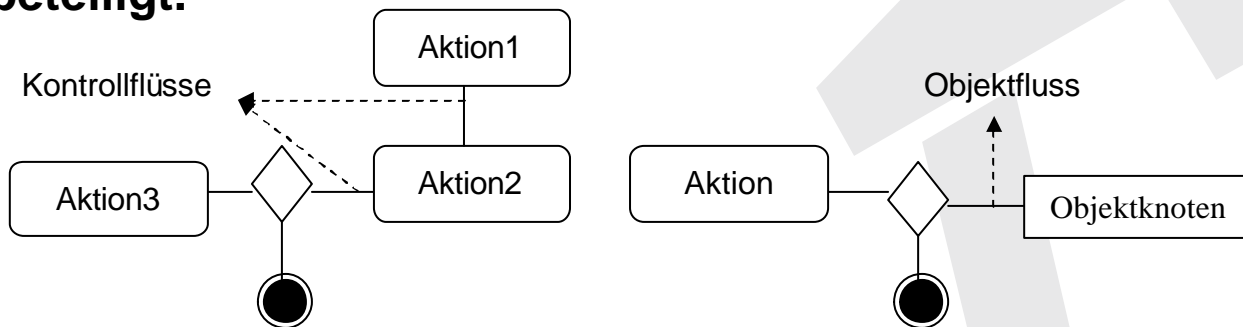 beteiligt:
Aktion1
Kontrollflüsse
Objektfluss
Aktion3
Aktion2
Aktion
Objektknoten